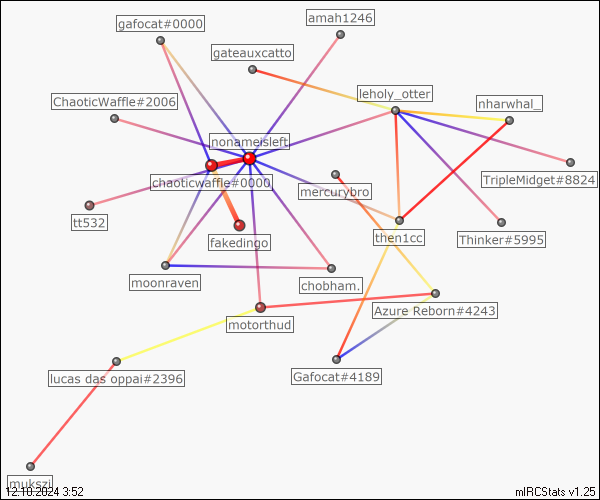 gafocat#0000
amah1246
gateauxcatto
leholy_otter
ChaoticWaffle#2006
nharwhal_
nonameisleft
chaoticwaffle#0000
mercurybro
TripleMidget#8824
tt532
fakedingo
then1cc
Thinker#5995
moonraven
chobham.
motorthud
Azure Reborn#4243
lucas das oppai#2396
Gafocat#4189
mukszi
12.10.2024 3:52
mIRCStats v1.25